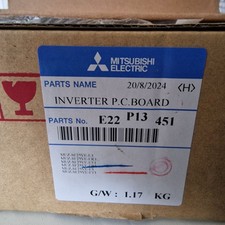 MITSUBISHI
ELECTRIC
PARTS NAME 20/8/2024 <H>
INVERTER P.C.BOARD
PARTS No. E22 P13 451
G/W : 1.17 KG